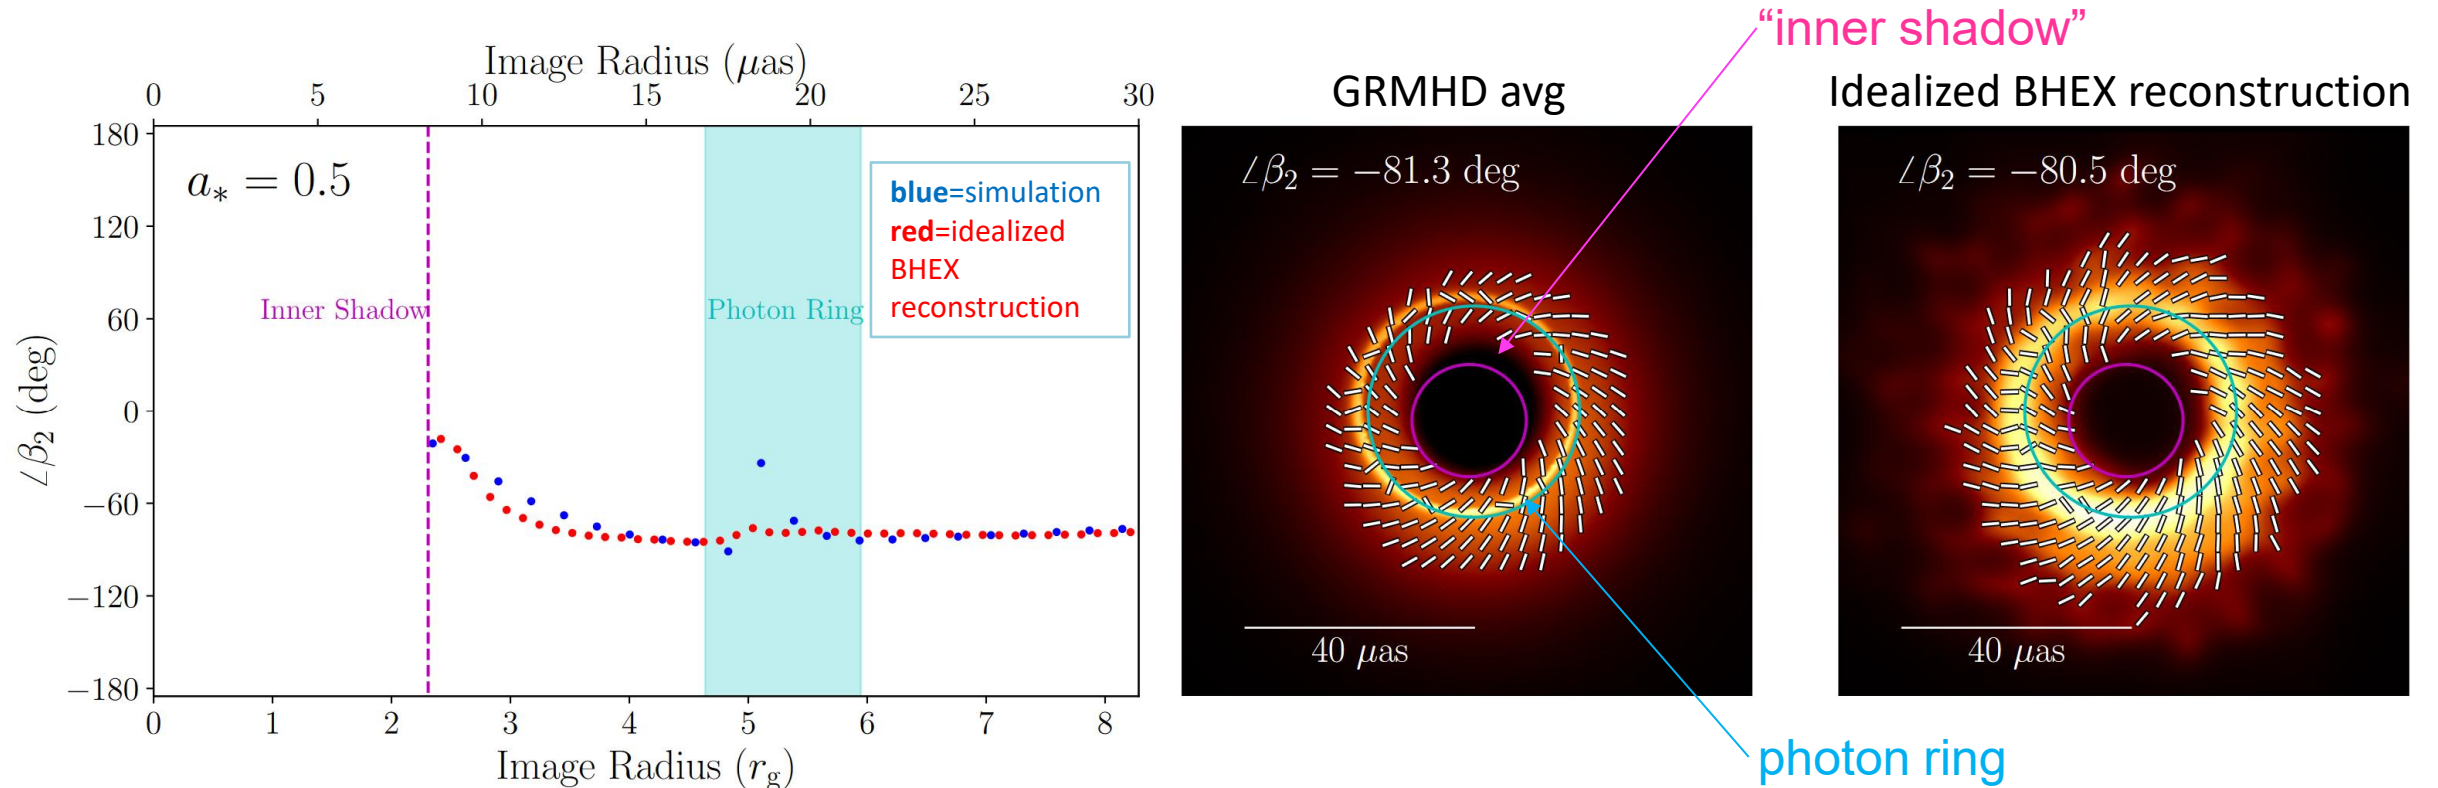 “inner shadow”
Image Radius (μas)
0 5 10 15 20 25 30
180
120
60
0
−60
−120
−180
∠β₂ (deg)
a∗ = 0.5
Inner Shadow
Photon Ring
blue=simulation
red=idealized
BHEX
reconstruction
0 1 2 3 4 5 6 7 8
Image Radius (r_g)
GRMHD avg
∠β₂ = −81.3 deg
40 μas
Idealized BHEX reconstruction
∠β₂ = −80.5 deg
40 μas
photon ring